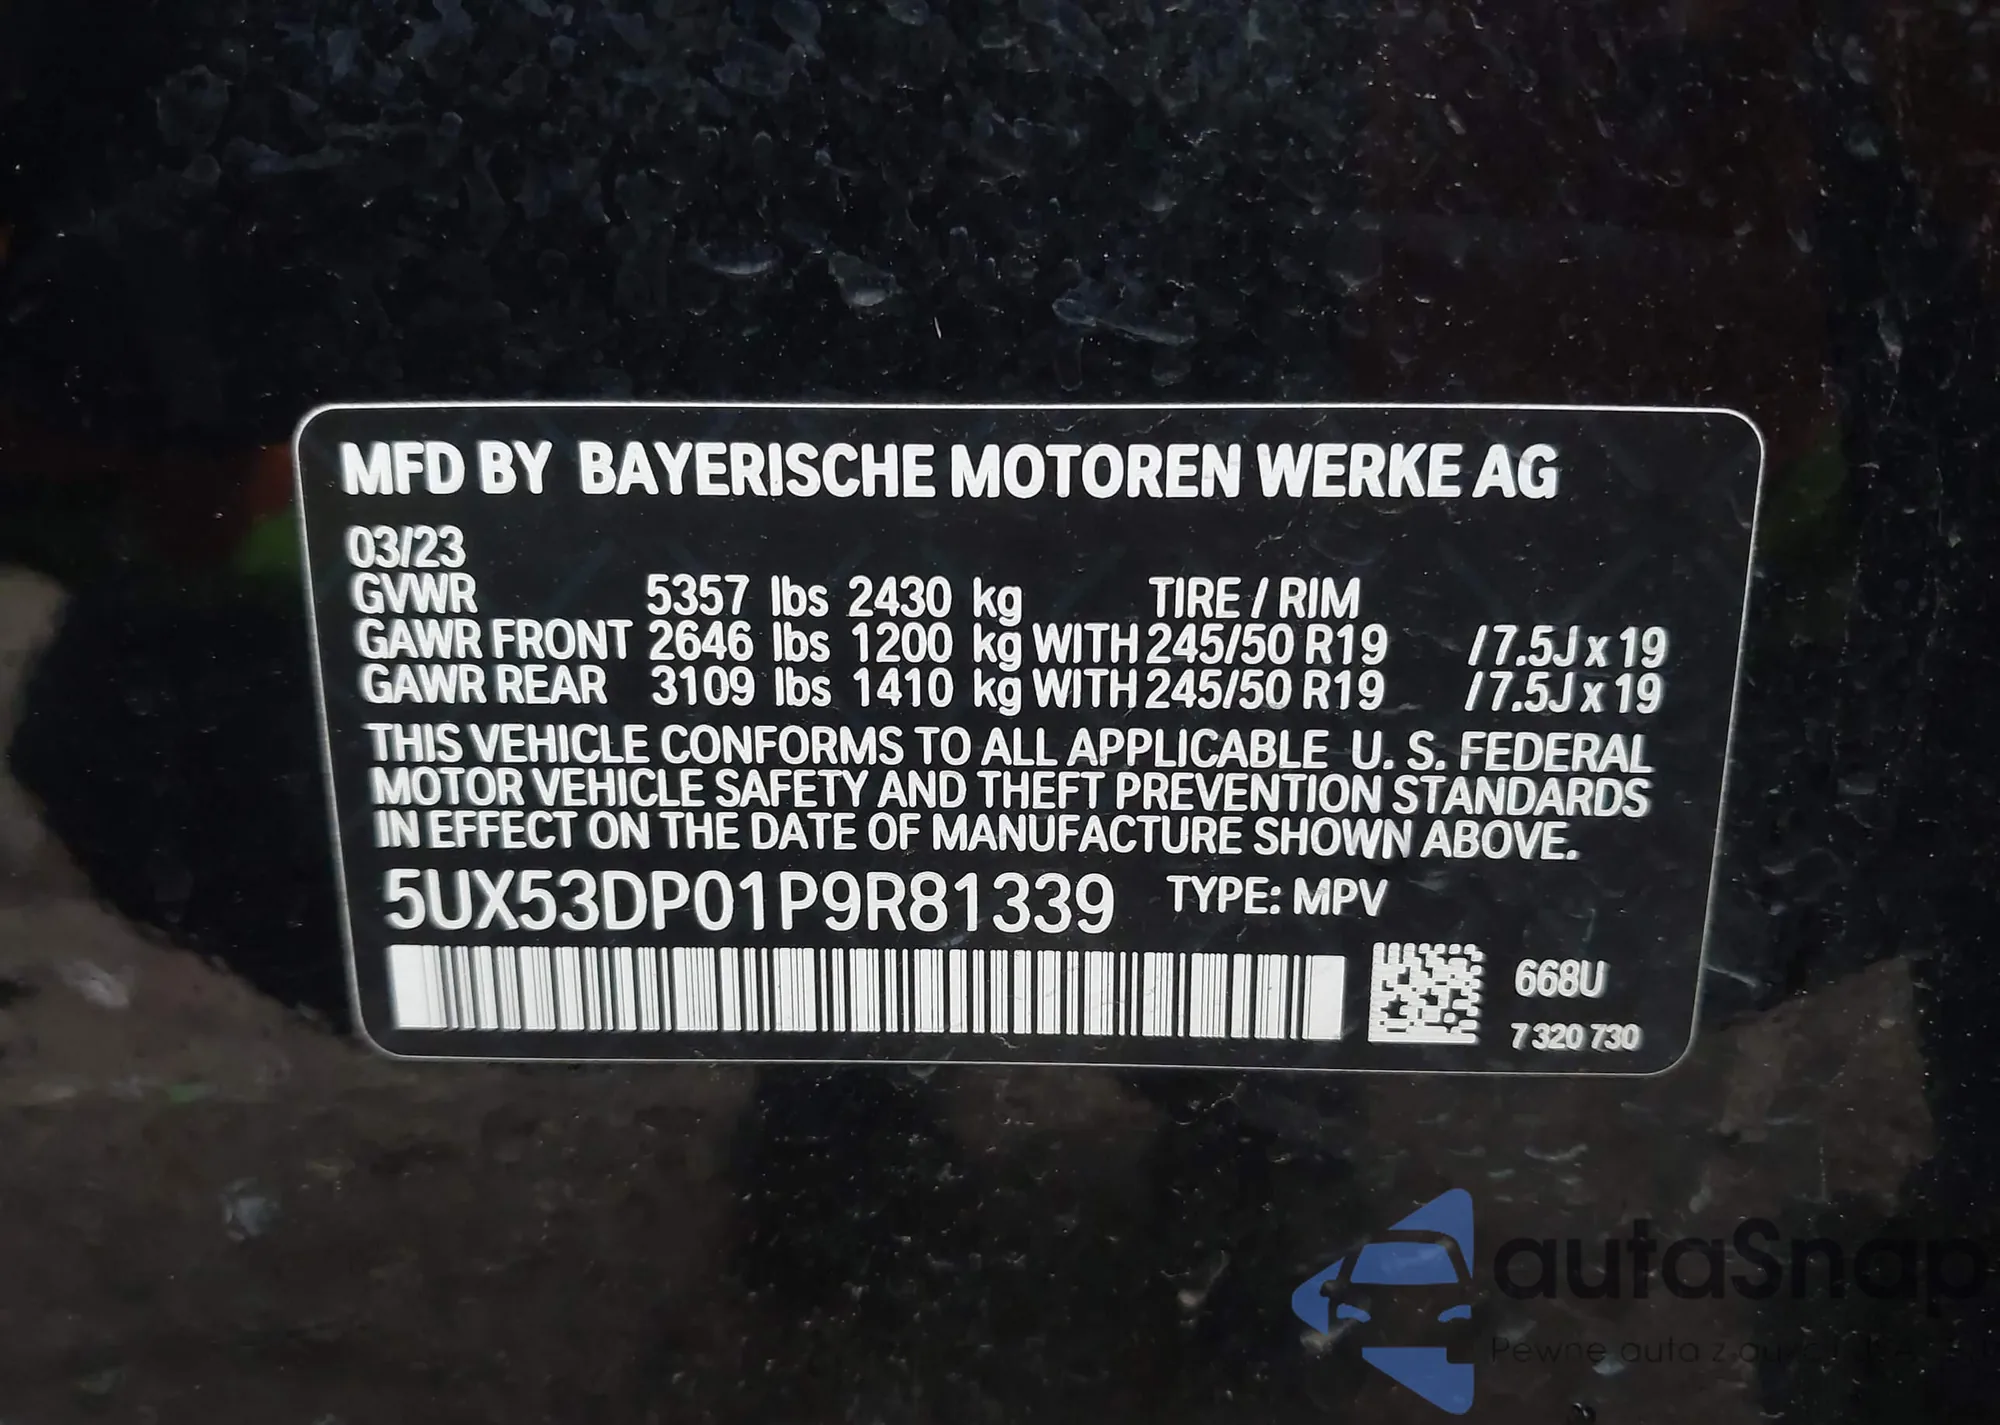 MFD BY BAYERISCHE MOTOREN WERKE AG
03/23
GVWR 5357 lbs 2430 kg TIRE / RIM
GAWR FRONT 2646 lbs 1200 kg WITH 245/50 R19 / 7.5J x 19
GAWR REAR 3109 lbs 1410 kg WITH 245/50 R19 / 7.5J x 19
THIS VEHICLE CONFORMS TO ALL APPLICABLE U. S. FEDERAL
MOTOR VEHICLE SAFETY AND THEFT PREVENTION STANDARDS
IN EFFECT ON THE DATE OF MANUFACTURE SHOWN ABOVE.
5UX53DP01P9R81339 TYPE: MPV
668U
7 320 730
autaSnap
Pewne auta z